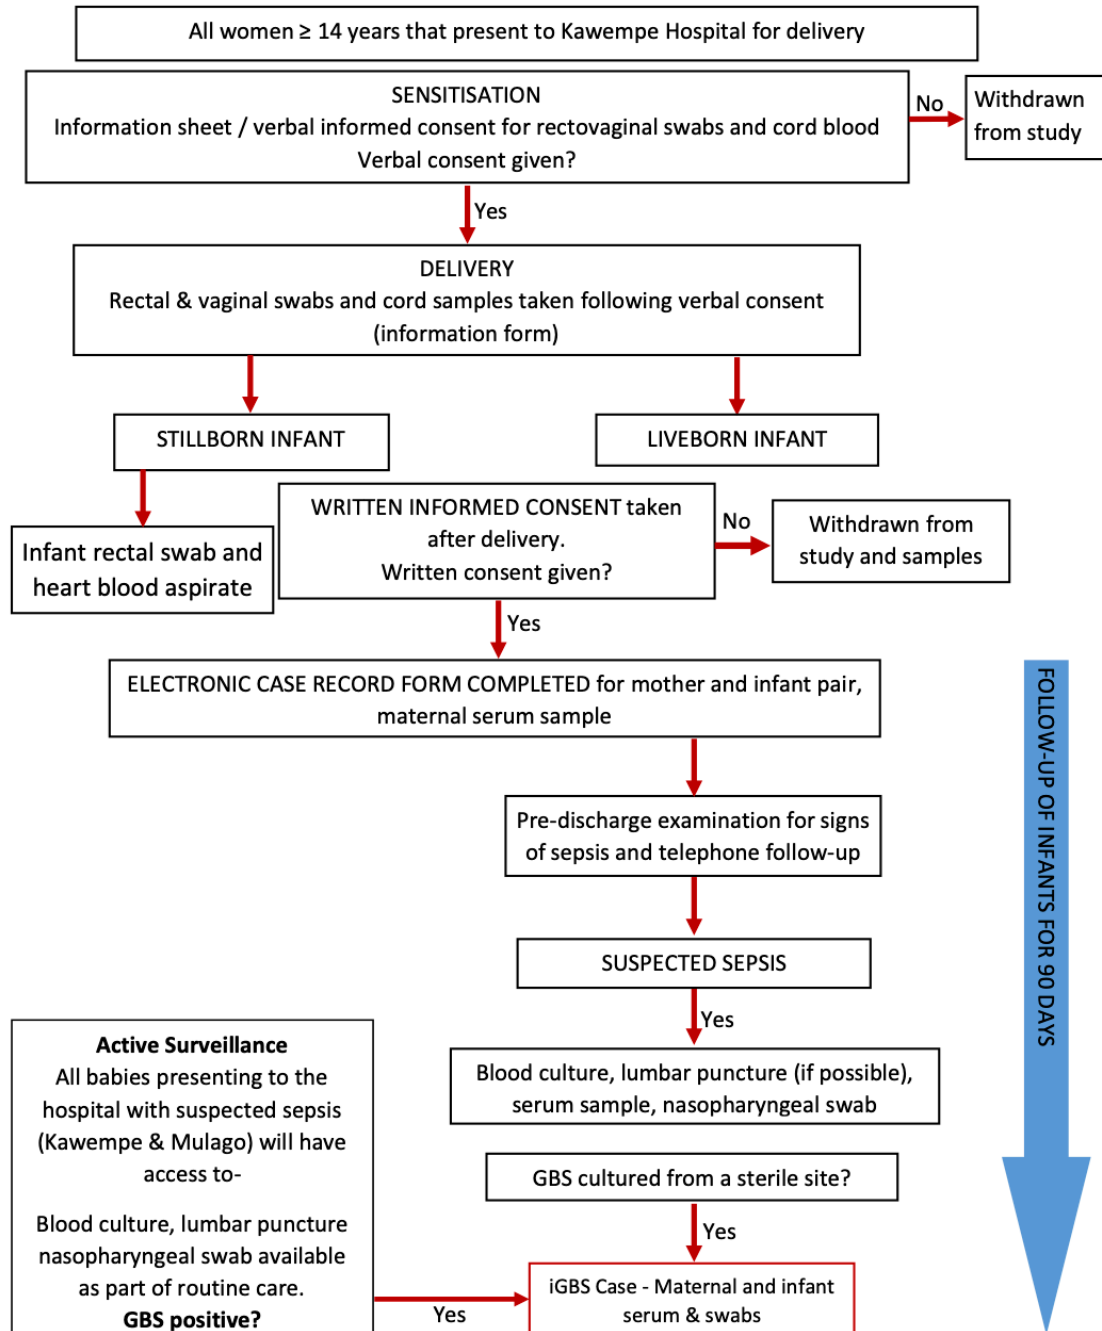 All women ≥ 14 years that present to Kawempe Hospital for delivery
SENSITISATION
Information sheet / verbal informed consent for rectovaginal swabs and cord blood
Verbal consent given?
No
Withdrawn
from study
Yes
DELIVERY
Rectal & vaginal swabs and cord samples taken following verbal consent
(information form)
STILLBORN INFANT
LIVEBORN INFANT
Infant rectal swab and
heart blood aspirate
WRITTEN INFORMED CONSENT taken
after delivery.
Written consent given?
No
Withdrawn from
study and samples
Yes
ELECTRONIC CASE RECORD FORM COMPLETED for mother and infant pair,
maternal serum sample
FOLLOW-UP OF INFANTS FOR 90 DAYS
Pre-discharge examination for signs
of sepsis and telephone follow-up
SUSPECTED SEPSIS
Yes
Blood culture, lumbar puncture (if possible),
serum sample, nasopharyngeal swab
GBS cultured from a sterile site?
Yes
Active Surveillance
All babies presenting to the
hospital with suspected sepsis
(Kawempe & Mulago) will have
access to-
Blood culture, lumbar puncture
nasopharyngeal swab available
as part of routine care.
GBS positive?
Yes
iGBS Case - Maternal and infant
serum & swabs